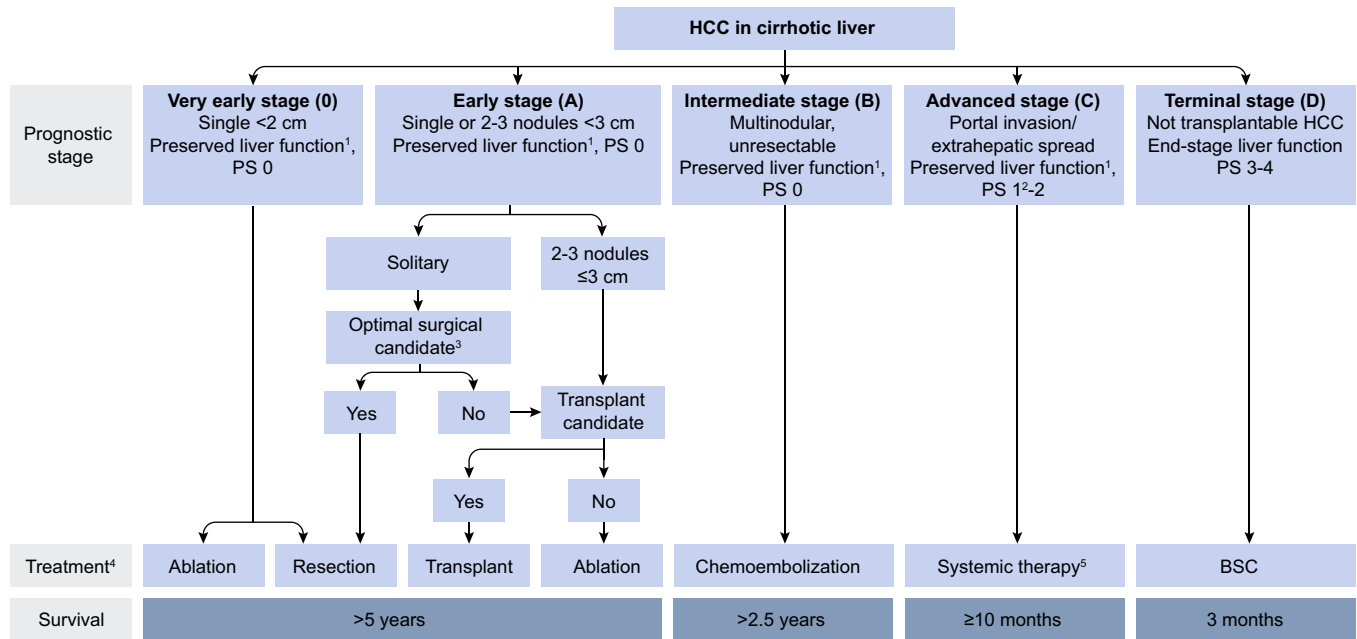 HCC in cirrhotic liver
Prognostic
stage
Very early stage (0)
Single <2 cm
Preserved liver function¹,
PS 0
Early stage (A)
Single or 2-3 nodules <3 cm
Preserved liver function¹, PS 0
Intermediate stage (B)
Multinodular,
unresectable
Preserved liver function¹,
PS 0
Advanced stage (C)
Portal invasion/
extrahepatic spread
Preserved liver function¹,
PS 1²-2
Terminal stage (D)
Not transplantable HCC
End-stage liver function
PS 3-4
Solitary
2-3 nodules
≤3 cm
Optimal surgical
candidate³
Yes
No
Transplant
candidate
Yes
No
Treatment⁴
Ablation
Resection
Transplant
Ablation
Chemoembolization
Systemic therapy⁵
BSC
Survival
>5 years
>2.5 years
≥10 months
3 months